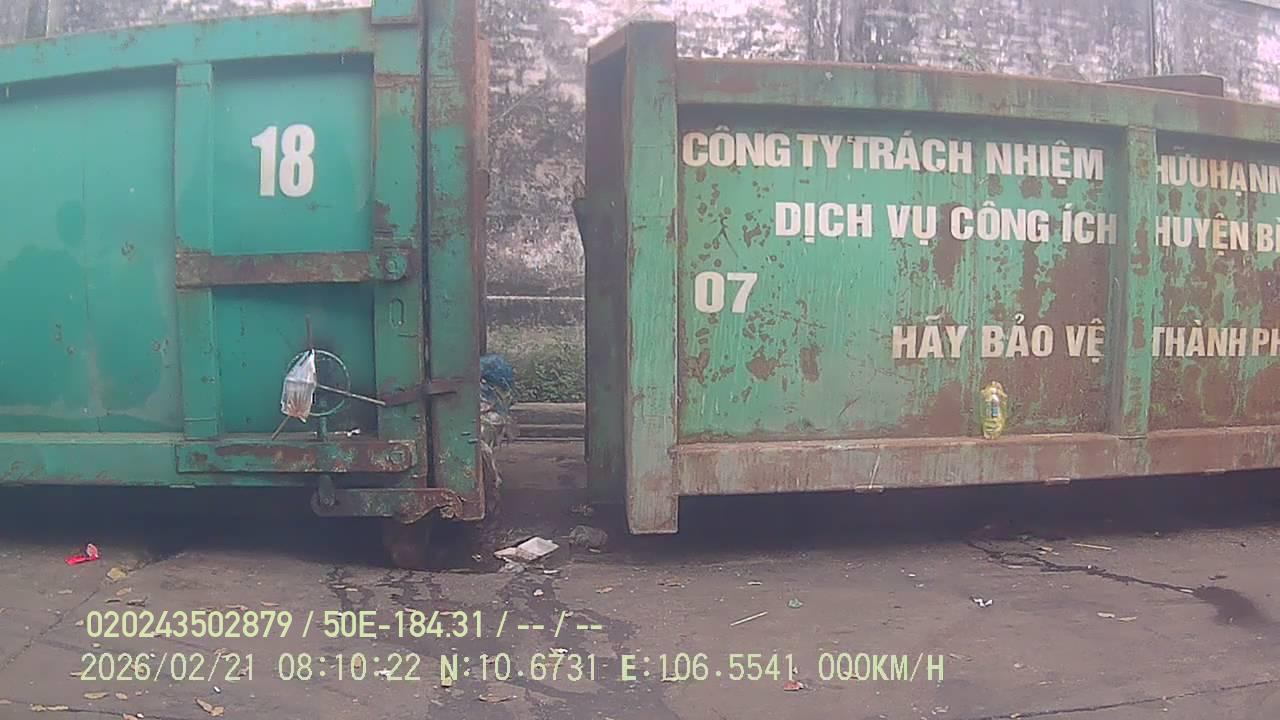 18
CÔNG TY TRÁCH NHIỆM HỮU HẠN
DỊCH VỤ CÔNG ÍCH HUYỆN
07
HÃY BẢO VỆ THÀNH
020243502879 / 50E-184.31 / -- / --
2026/02/21 08:10:22 N:10.6731 E:106.5541 000KM/H